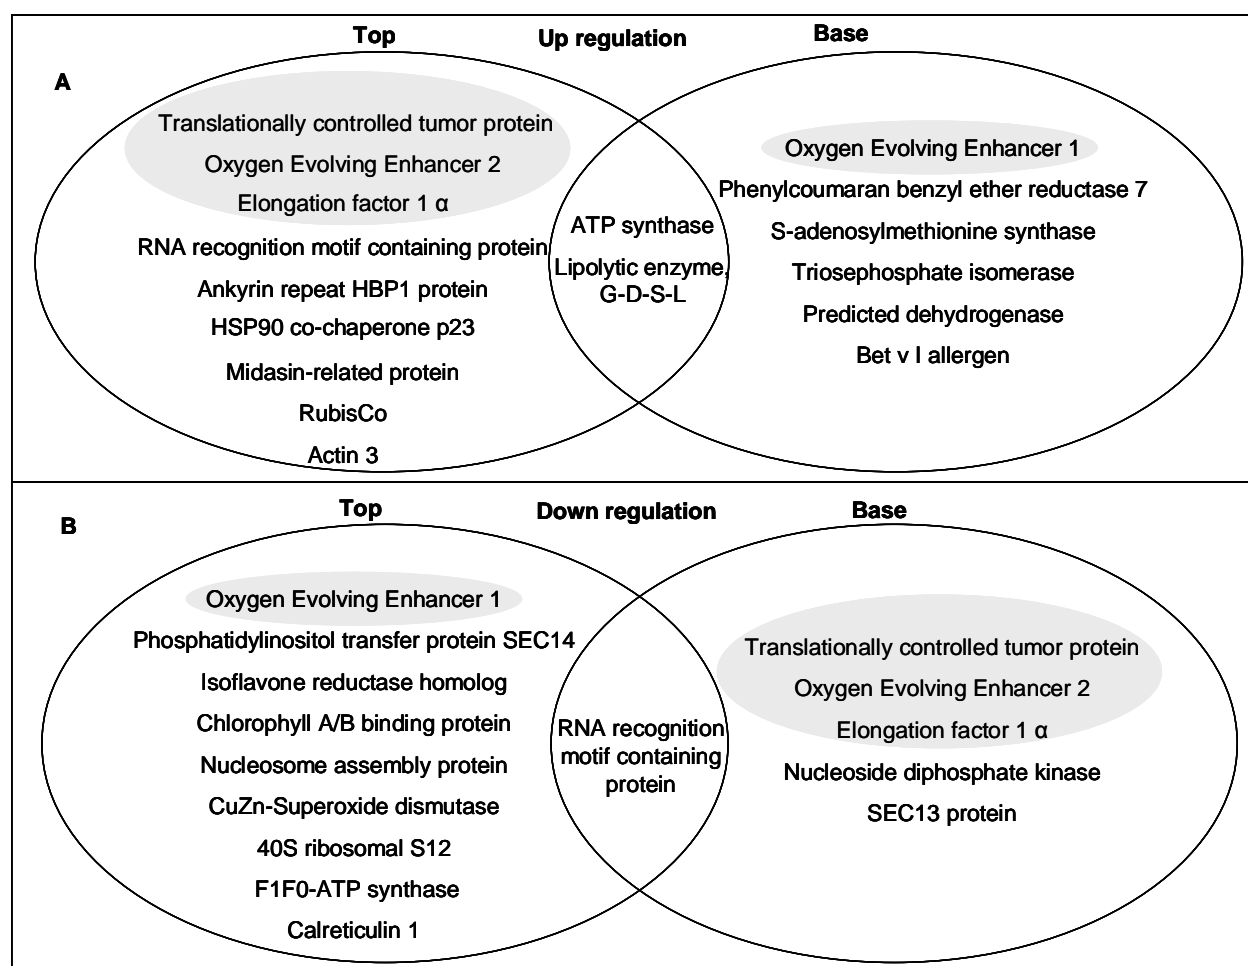 Top
Up regulation
Base
A
Translationally controlled tumor protein
Oxygen Evolving Enhancer 2
Elongation factor 1 α
RNA recognition motif containing protein
Ankyrin repeat HBP1 protein
HSP90 co-chaperone p23
Midasin-related protein
RubisCo
Actin 3
ATP synthase
Lipolytic enzyme,
G-D-S-L
Oxygen Evolving Enhancer 1
Phenylcoumaran benzyl ether reductase 7
S-adenosylmethionine synthase
Triosephosphate isomerase
Predicted dehydrogenase
Bet v I allergen
Top
Down regulation
Base
B
Oxygen Evolving Enhancer 1
Phosphatidylinositol transfer protein SEC14
Isoflavone reductase homolog
Chlorophyll A/B binding protein
Nucleosome assembly protein
CuZn-Superoxide dismutase
40S ribosomal S12
F1F0-ATP synthase
Calreticulin 1
RNA recognition
motif containing
protein
Translationally controlled tumor protein
Oxygen Evolving Enhancer 2
Elongation factor 1 α
Nucleoside diphosphate kinase
SEC13 protein